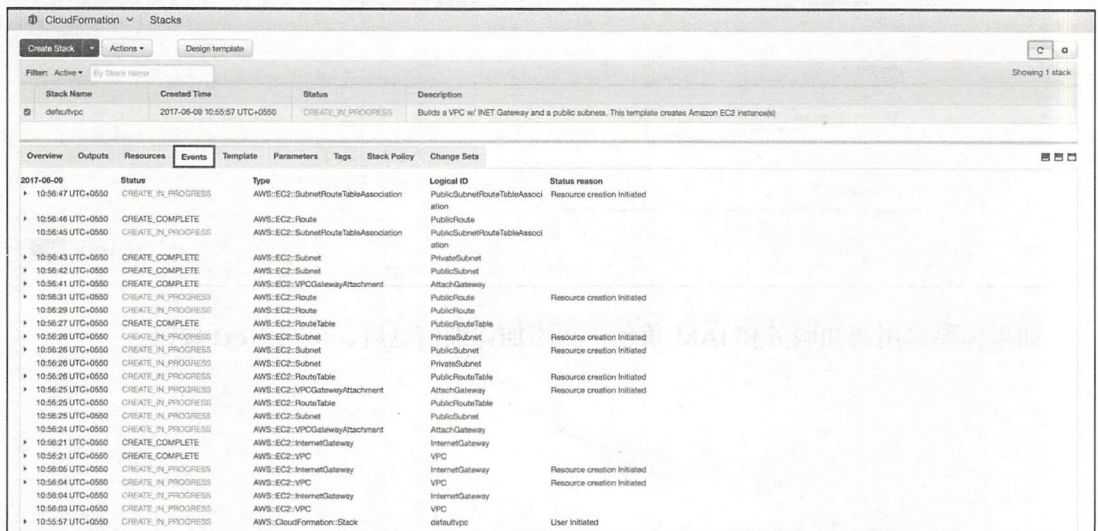 CloudFormation Stacks
Create Stack Actions Design template
Filter: Active By Stack Name Showing 1 stack
Stack Name Created Time Status Description
defaultvpc 2017-06-09 10:55:57 UTC+0550 CREATE_IN_PROGRESS Builds a VPC w/ INET Gateway and a public subnets. This template creates Amazon EC2 instance(s)
Overview Outputs Resources Events Template Parameters Tags Stack Policy Change Sets
2017-06-09 Status Type Logical ID Status reason
10:56:47 UTC+0550 CREATE_IN_PROGRESS AWS::EC2::SubnetRouteTableAssociation PublicSubnetRouteTableAssoci Resource creation Initiated
ation
10:56:46 UTC+0550 CREATE_COMPLETE AWS::EC2::Route PublicRoute
10:56:45 UTC+0550 CREATE_IN_PROGRESS AWS::EC2::SubnetRouteTableAssociation PublicSubnetRouteTableAssoci
ation
10:56:43 UTC+0550 CREATE_COMPLETE AWS::EC2::Subnet PrivateSubnet
10:56:42 UTC+0550 CREATE_COMPLETE AWS::EC2::Subnet PublicSubnet
10:56:41 UTC+0550 CREATE_COMPLETE AWS::EC2::VPCGatewayAttachment AttachGateway
10:56:31 UTC+0550 CREATE_IN_PROGRESS AWS::EC2::Route PublicRoute Resource creation Initiated
10:56:29 UTC+0550 CREATE_IN_PROGRESS AWS::EC2::Route PublicRoute
10:56:27 UTC+0550 CREATE_COMPLETE AWS::EC2::RouteTable PublicRouteTable
10:56:26 UTC+0550 CREATE_IN_PROGRESS AWS::EC2::Subnet PrivateSubnet Resource creation Initiated
10:56:26 UTC+0550 CREATE_IN_PROGRESS AWS::EC2::Subnet PublicSubnet Resource creation Initiated
10:56:26 UTC+0550 CREATE_IN_PROGRESS AWS::EC2::Subnet PrivateSubnet
10:56:26 UTC+0550 CREATE_IN_PROGRESS AWS::EC2::RouteTable PublicRouteTable Resource creation Initiated
10:56:25 UTC+0550 CREATE_IN_PROGRESS AWS::EC2::VPCGatewayAttachment AttachGateway Resource creation Initiated
10:56:25 UTC+0550 CREATE_IN_PROGRESS AWS::EC2::RouteTable PublicRouteTable
10:56:25 UTC+0550 CREATE_IN_PROGRESS AWS::EC2::Subnet PublicSubnet
10:56:24 UTC+0550 CREATE_IN_PROGRESS AWS::EC2::VPCGatewayAttachment AttachGateway
10:56:21 UTC+0550 CREATE_COMPLETE AWS::EC2::InternetGateway InternetGateway
10:56:21 UTC+0550 CREATE_COMPLETE AWS::EC2::VPC VPC
10:56:05 UTC+0550 CREATE_IN_PROGRESS AWS::EC2::InternetGateway InternetGateway Resource creation Initiated
10:56:04 UTC+0550 CREATE_IN_PROGRESS AWS::EC2::VPC VPC Resource creation Initiated
10:56:04 UTC+0550 CREATE_IN_PROGRESS AWS::EC2::InternetGateway InternetGateway
10:56:03 UTC+0550 CREATE_IN_PROGRESS AWS::EC2::VPC VPC
10:55:57 UTC+0550 CREATE_IN_PROGRESS AWS::CloudFormation::Stack defaultvpc User Initiated